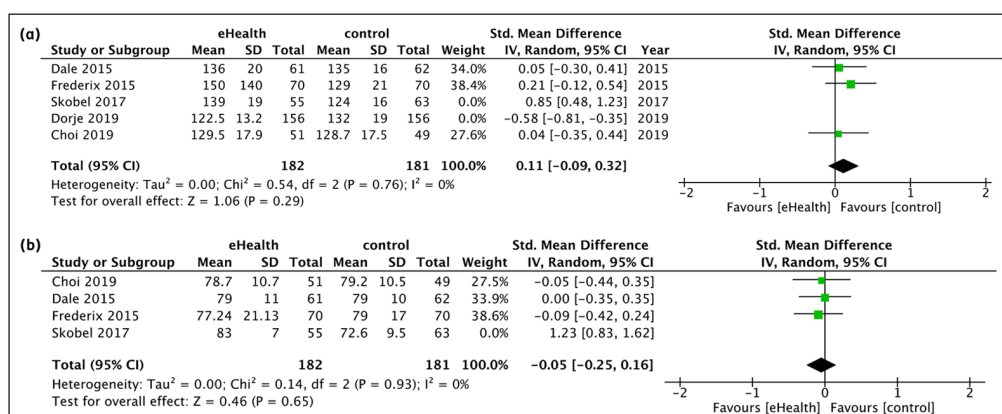 (a) eHealth control Std. Mean Difference Std. Mean Difference
Study or Subgroup Mean SD Total Mean SD Total Weight IV, Random, 95% CI Year IV, Random, 95% CI
Dale 2015 136 20 61 135 16 62 34.0% 0.05 [-0.30, 0.41] 2015
Frederix 2015 150 140 70 129 21 70 38.4% 0.21 [-0.12, 0.54] 2015
Skobel 2017 139 19 55 124 16 63 0.0% 0.85 [0.48, 1.23] 2017
Dorje 2019 122.5 13.2 156 132 19 156 0.0% -0.58 [-0.81, -0.35] 2019
Choi 2019 129.5 17.9 51 128.7 17.5 49 27.6% 0.04 [-0.35, 0.44] 2019
Total (95% CI) 182 181 100.0% 0.11 [-0.09, 0.32]
Heterogeneity: Tau² = 0.00; Chi² = 0.54, df = 2 (P = 0.76); I² = 0%
Test for overall effect: Z = 1.06 (P = 0.29)
-2 -1 0 1 2
Favours [eHealth] Favours [control]
(b) eHealth control Std. Mean Difference Std. Mean Difference
Study or Subgroup Mean SD Total Mean SD Total Weight IV, Random, 95% CI IV, Random, 95% CI
Choi 2019 78.7 10.7 51 79.2 10.5 49 27.5% -0.05 [-0.44, 0.35]
Dale 2015 79 11 61 79 10 62 33.9% 0.00 [-0.35, 0.35]
Frederix 2015 77.24 21.13 70 79 17 70 38.6% -0.09 [-0.42, 0.24]
Skobel 2017 83 7 55 72.6 9.5 63 0.0% 1.23 [0.83, 1.62]
Total (95% CI) 182 181 100.0% -0.05 [-0.25, 0.16]
Heterogeneity: Tau² = 0.00; Chi² = 0.14, df = 2 (P = 0.93); I² = 0%
Test for overall effect: Z = 0.46 (P = 0.65)
-2 -1 0 1 2
Favours [eHealth] Favours [control]